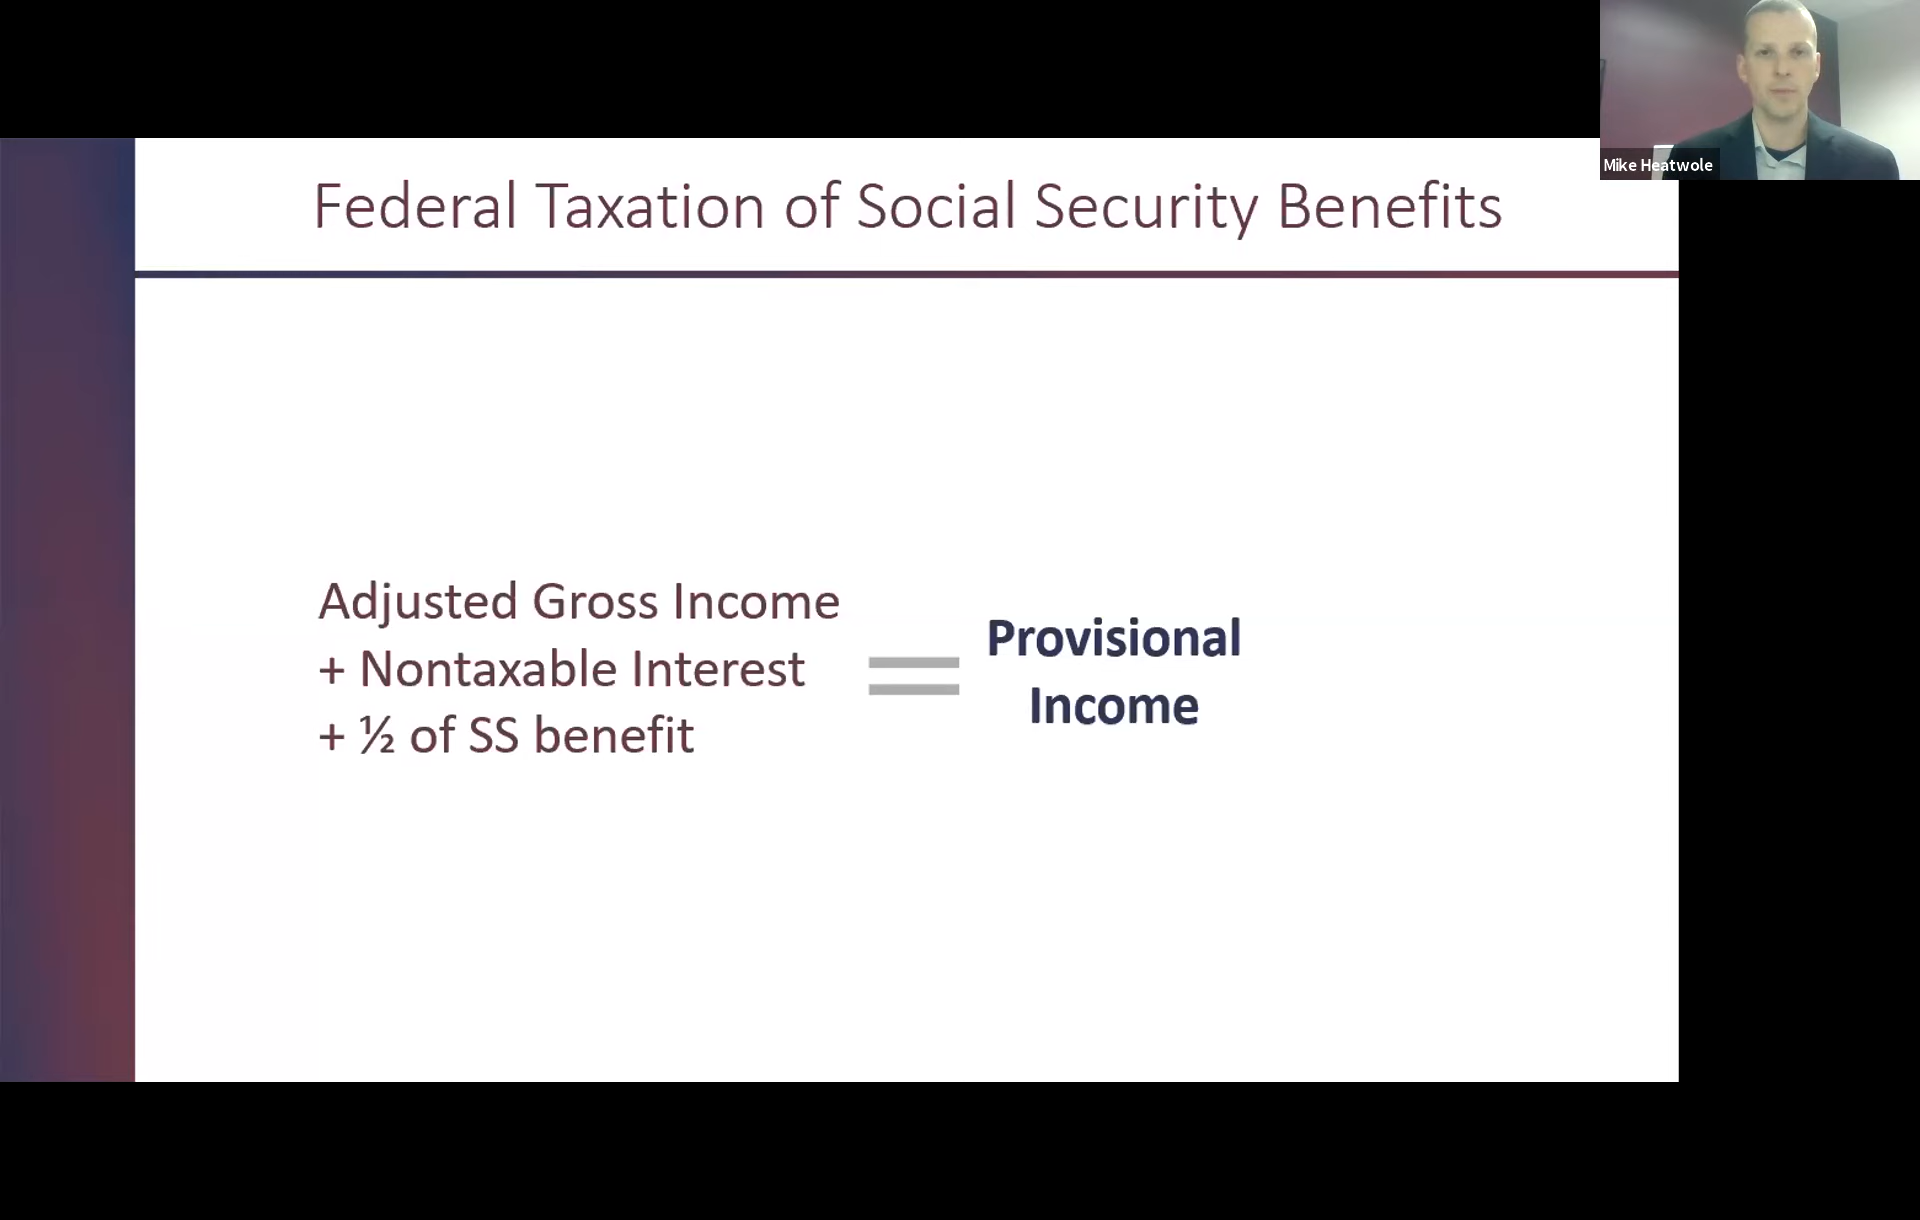 Mike Heatwole
Federal Taxation of Social Security Benefits
Adjusted Gross Income
+ Nontaxable Interest
+ ½ of SS benefit
Provisional
Income